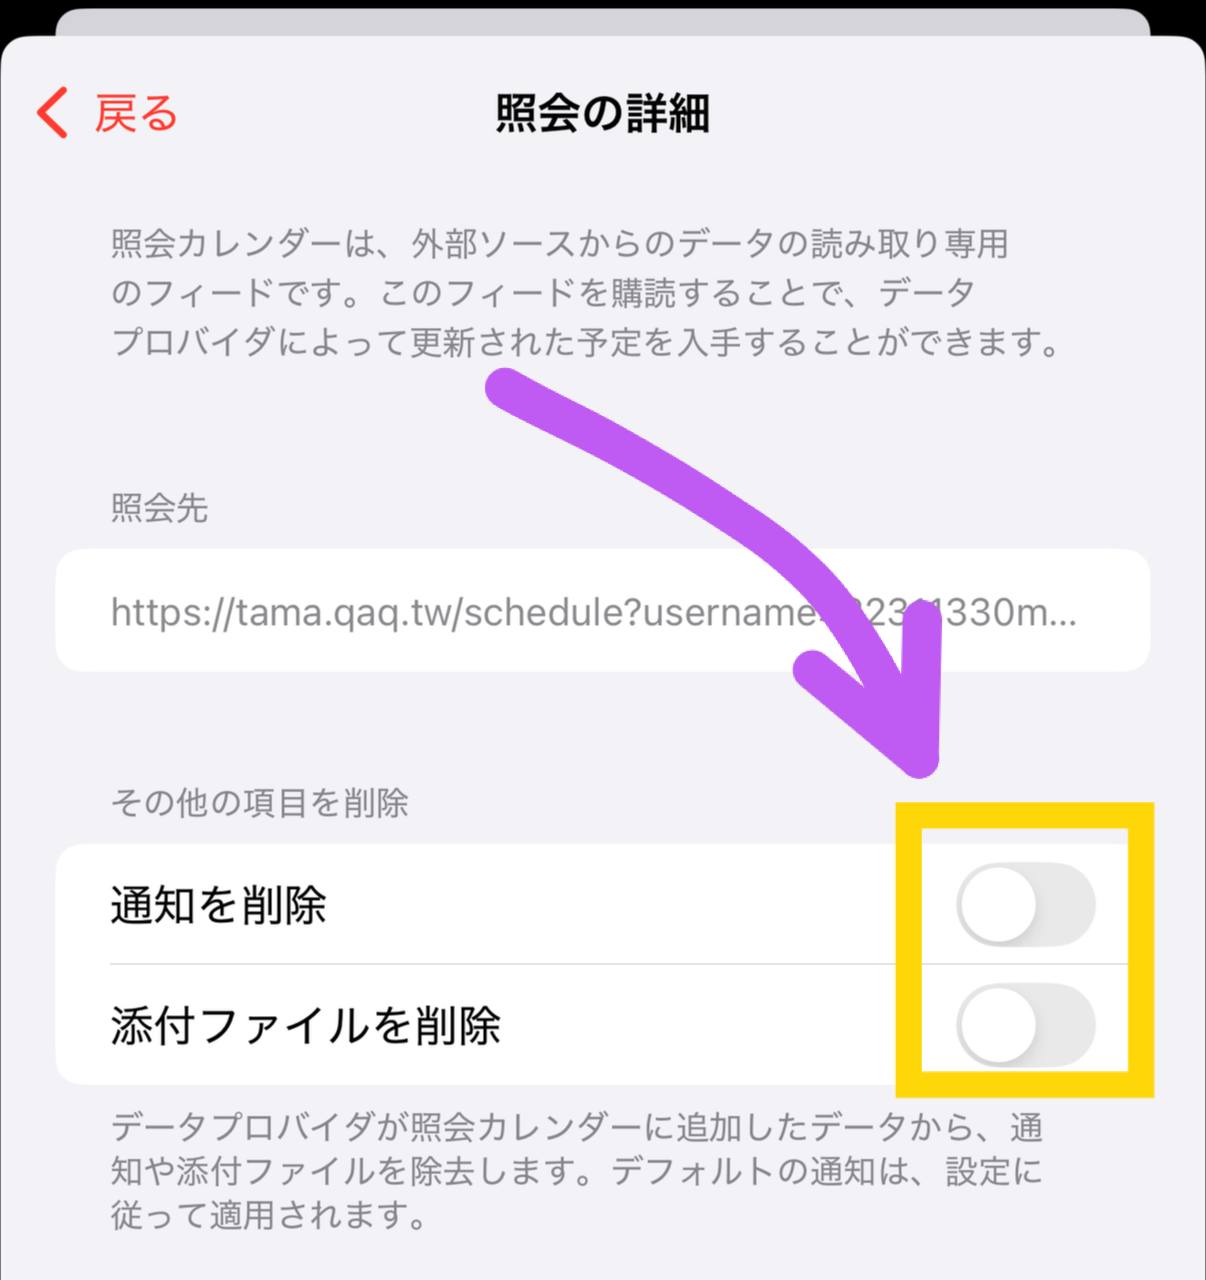 戻る
照会の詳細
照会カレンダーは、外部ソースからのデータの読み取り専用
のフィードです。このフィードを購読することで、データ
プロバイダによって更新された予定を入手することができます。
照会先
https://tama.qaq.tw/schedule?username
330m...
その他の項目を削除
通知を削除
添付ファイルを削除
データプロバイダが照会カレンダーに追加したデータから、通
知や添付ファイルを除去します。デフォルトの通知は、設定に
従って適用されます。